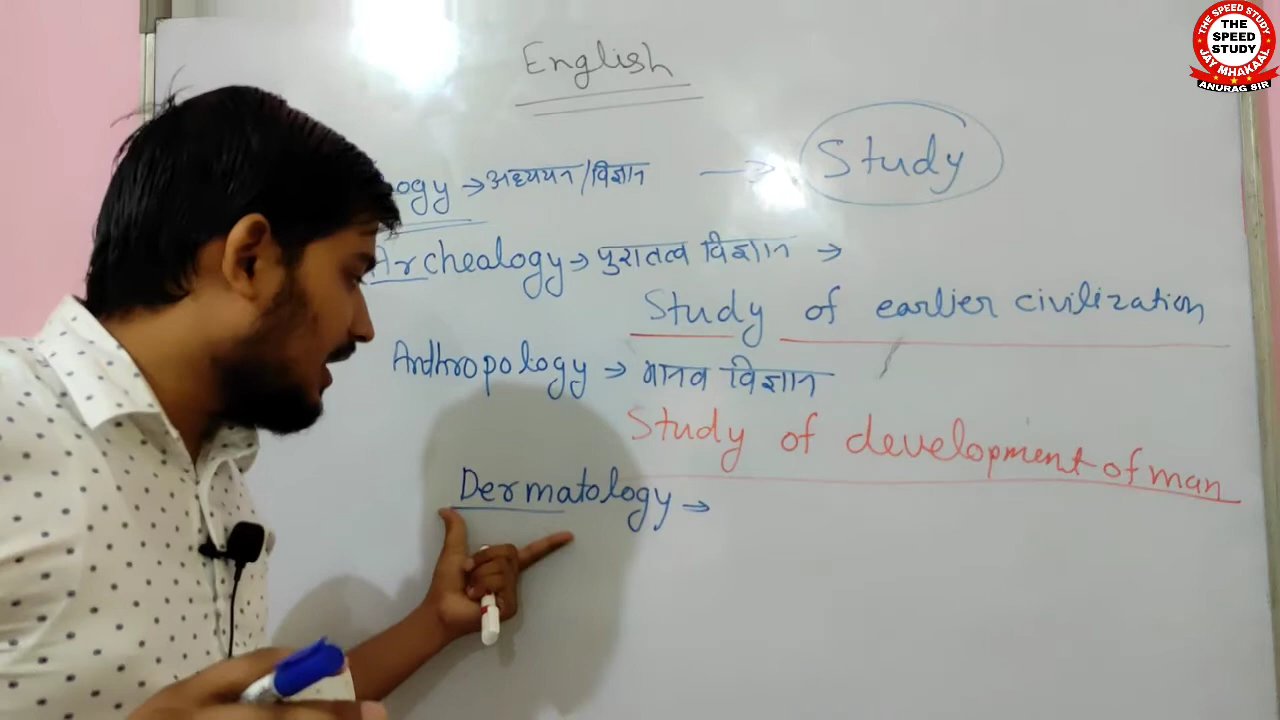 English
ogy → अध्ययन/विज्ञान → Study
Archealogy → पुरातत्व विज्ञान →
Study of earlier civilization
Anthropology → मानव विज्ञान
Study of development of man
Dermatology →
THE SPEED STUDY
THE
SPEED
STUDY
JAY MHAKAAL
ANURAG SIR